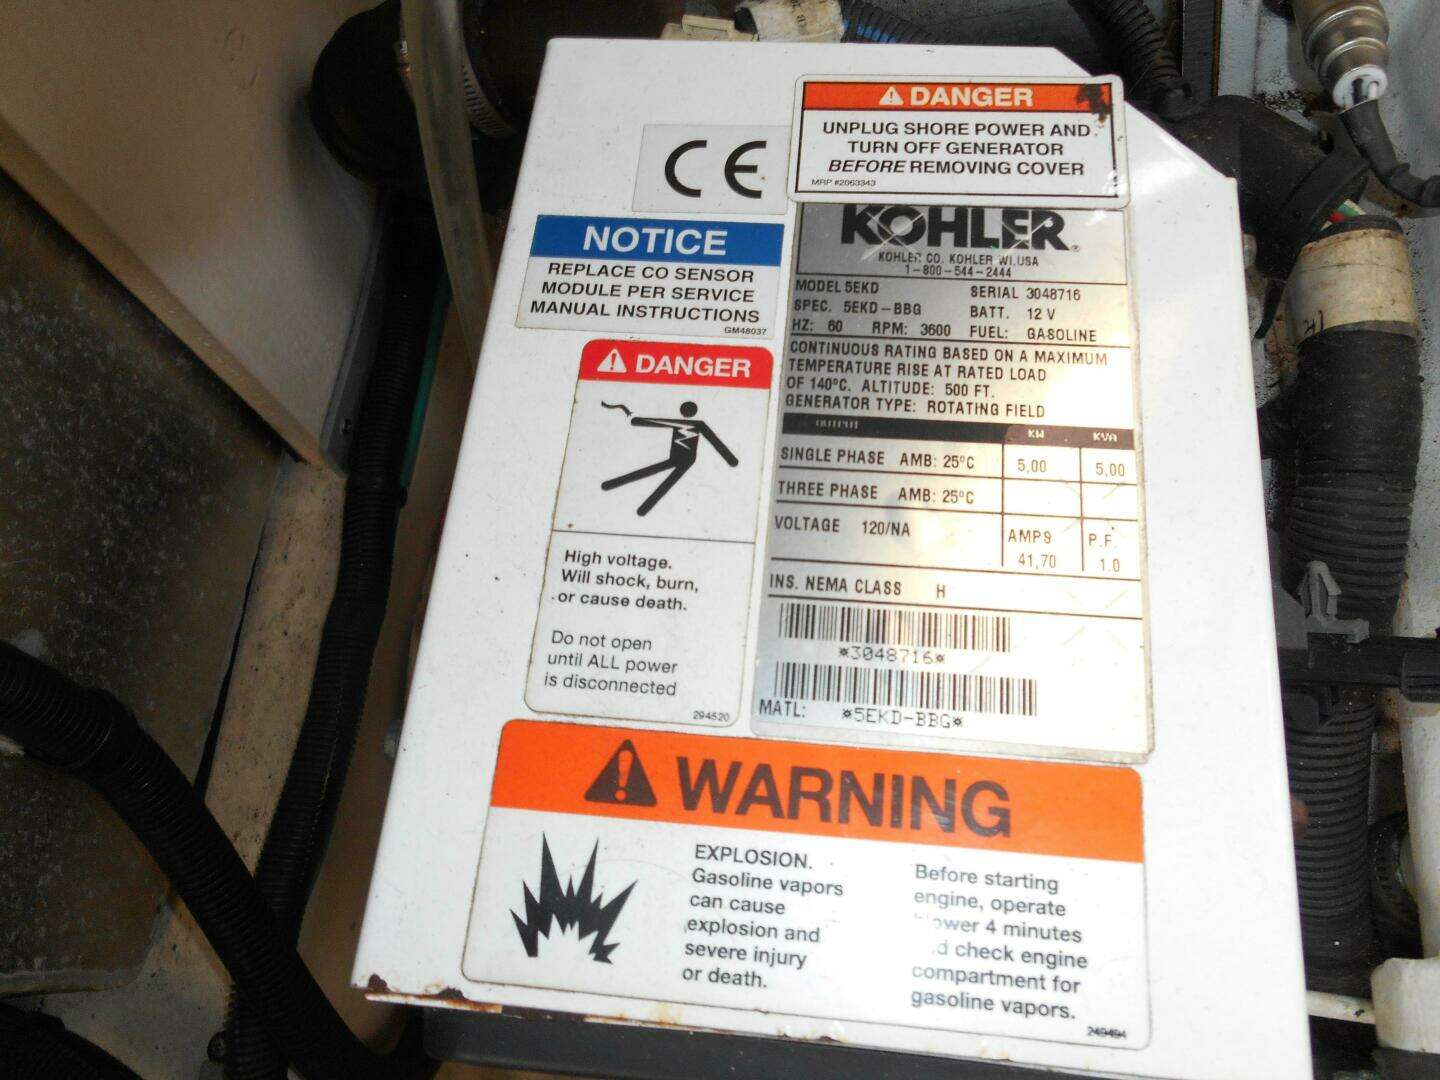 DANGER
UNPLUG SHORE POWER AND
TURN OFF GENERATOR
BEFORE REMOVING COVER
MRP #2063343
CE
NOTICE
REPLACE CO SENSOR
MODULE PER SERVICE
MANUAL INSTRUCTIONS
GM48037
DANGER
High voltage.
Will shock, burn,
or cause death.
Do not open
until ALL power
is disconnected
294520
KOHLER®
KOHLER CO. KOHLER WI.USA
1-800-544-2444
MODEL 5EKD SERIAL 3048716
SPEC. 5EKD-BBG BATT. 12 V
HZ: 60 RPM: 3600 FUEL: GASOLINE
CONTINUOUS RATING BASED ON A MAXIMUM
TEMPERATURE RISE AT RATED LOAD
OF 140°C. ALTITUDE: 500 FT.
GENERATOR TYPE: ROTATING FIELD
OUTPUT KW KVA
SINGLE PHASE AMB: 25°C 5,00 5,00
THREE PHASE AMB: 25°C
VOLTAGE 120/NA AMPS P.F.
41,70 1.0
INS. NEMA CLASS H
*3048716*
MATL: *5EKD-BBG*
WARNING
EXPLOSION.
Gasoline vapors
can cause
explosion and
severe injury
or death.
Before starting
engine, operate
blower 4 minutes
check engine
compartment for
gasoline vapors.
249494